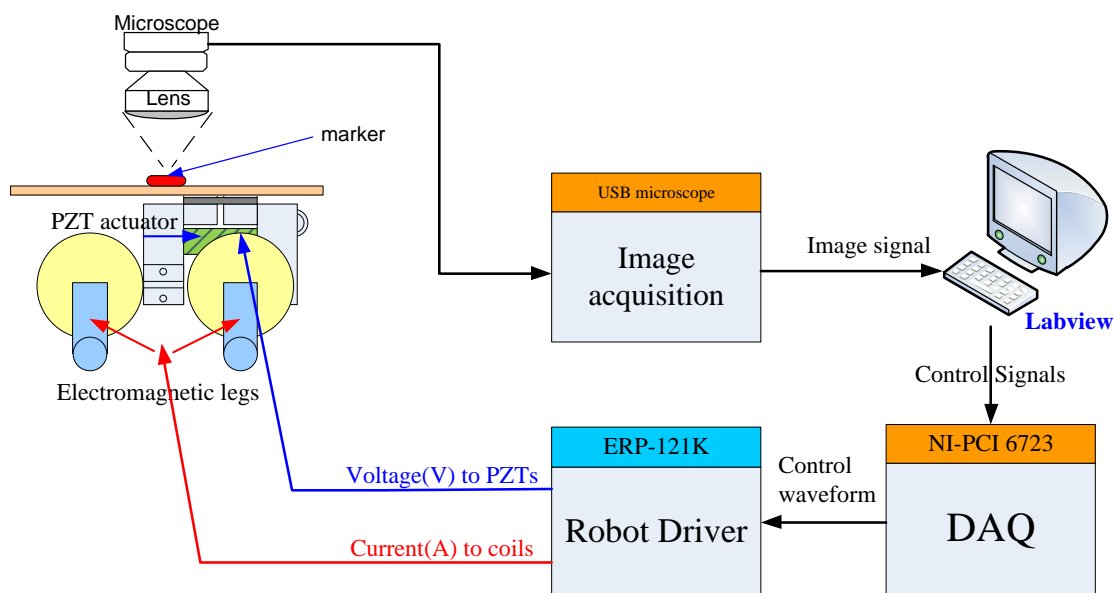 Microscope
Lens
marker
PZT actuator
Electromagnetic legs
USB microscope
Image
acquisition
Image signal
Labview
Control Signals
NI-PCI 6723
DAQ
Control
waveform
ERP-121K
Robot Driver
Voltage(V) to PZTs
Current(A) to coils